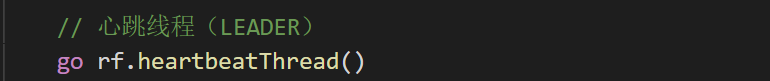 // 心跳线程（LEADER）
go rf.heartbeatThread()